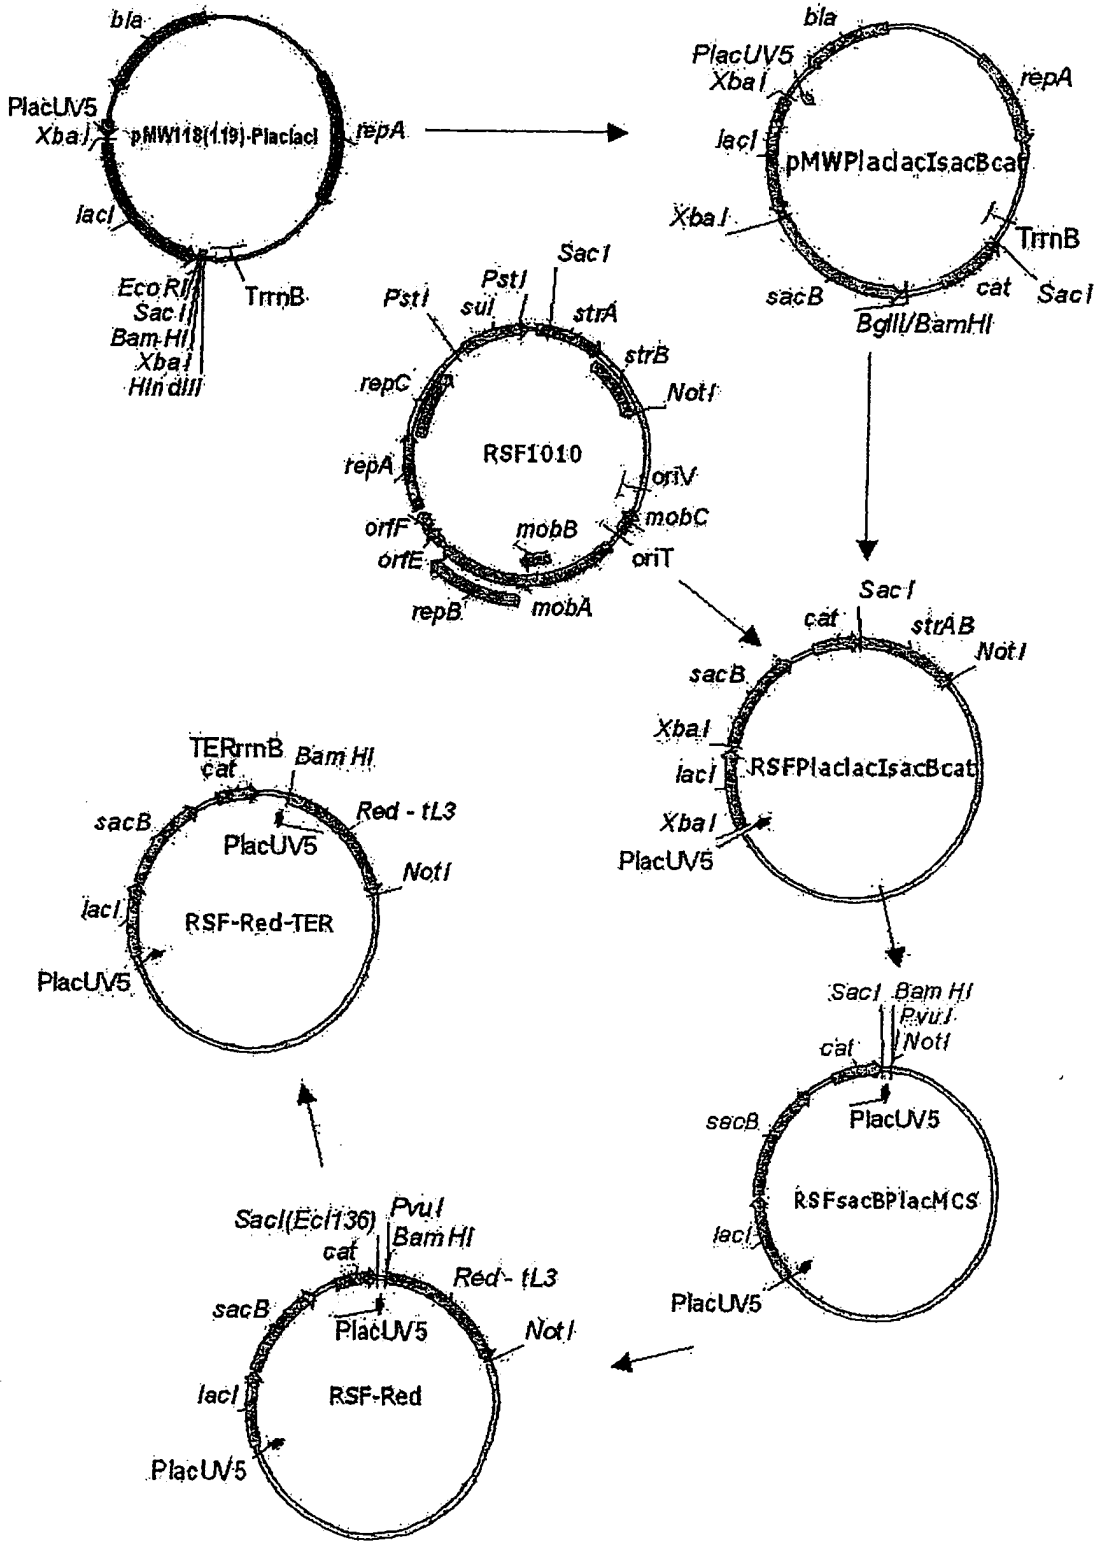 bla
PlacUV5
XbaI
pMW118(119)-PlaclacI
repA
lacI
EcoRI
SacI
BamHI
XbaI
HindIII
TrrnB
bla
PlacUV5
XbaI
repA
lacI
pMWPlaclacIsacBcat
XbaI
TrrnB
sacB
cat
SacI
BglII/BamHI
SacI
PstI
PstI
sul
strA
strB
repC
NotI
RSF1010
repA
oriV
orfF
mobB
mobC
orfE
oriT
repB
mobA
SacI
cat
strAB
NotI
sacB
XbaI
RSFPlaclacIsacBcat
lacI
XbaI
PlacUV5
TERrrnB
cat
BamHI
Red - tL3
sacB
PlacUV5
NotI
lacI
RSF-Red-TER
PlacUV5
SacI BamHI
PvuI
NotI
cat
PlacUV5
sacB
RSFsacBPlacMCS
lacI
PlacUV5
SacI(Ecl136)
PvuI
BamHI
cat
Red - tL3
sacB
PlacUV5
NotI
lacI
RSF-Red
PlacUV5